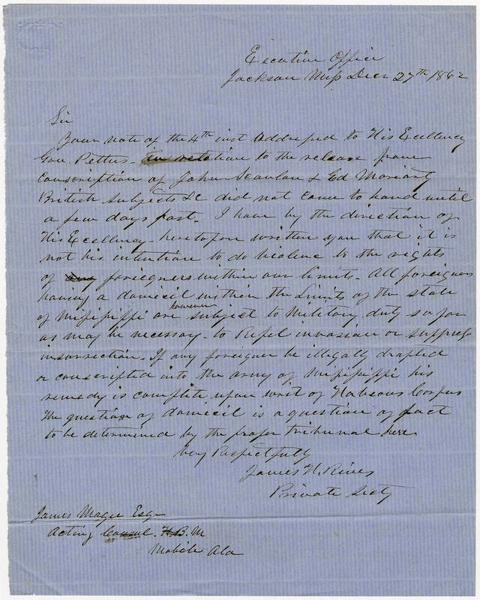 Executive Office
Jackson Miss Decr 27th 1862
Sir
Your note of the 4th inst addressed to His Excellency
Gov Pettus in relation to the release from
conscription of John Scanlan & Ed Moriarty
British subjects &c did not come to hand until
a few days past. I have by the direction of
His Excellency heretofore written you that it is
not his intention to do violence to the rights
of any foreigners within our limits. All foreigners
having a domicil within the limits of the state
of Mississippi are however subject to Military duty so far
as may be necessary to Repel invasion or suppress
insurrection. If any foreigner be illegally drafted
or conscripted into the army of Mississippi his
remedy is complete upon writ of Habeous Corpus
The question of domicil is a question of fact
to be determined by the proper tribunal here
Very Respectfully
James H. Rives
Private Secty
James Magee Esqr
Acting Consul H.B.M
Mobile Ala